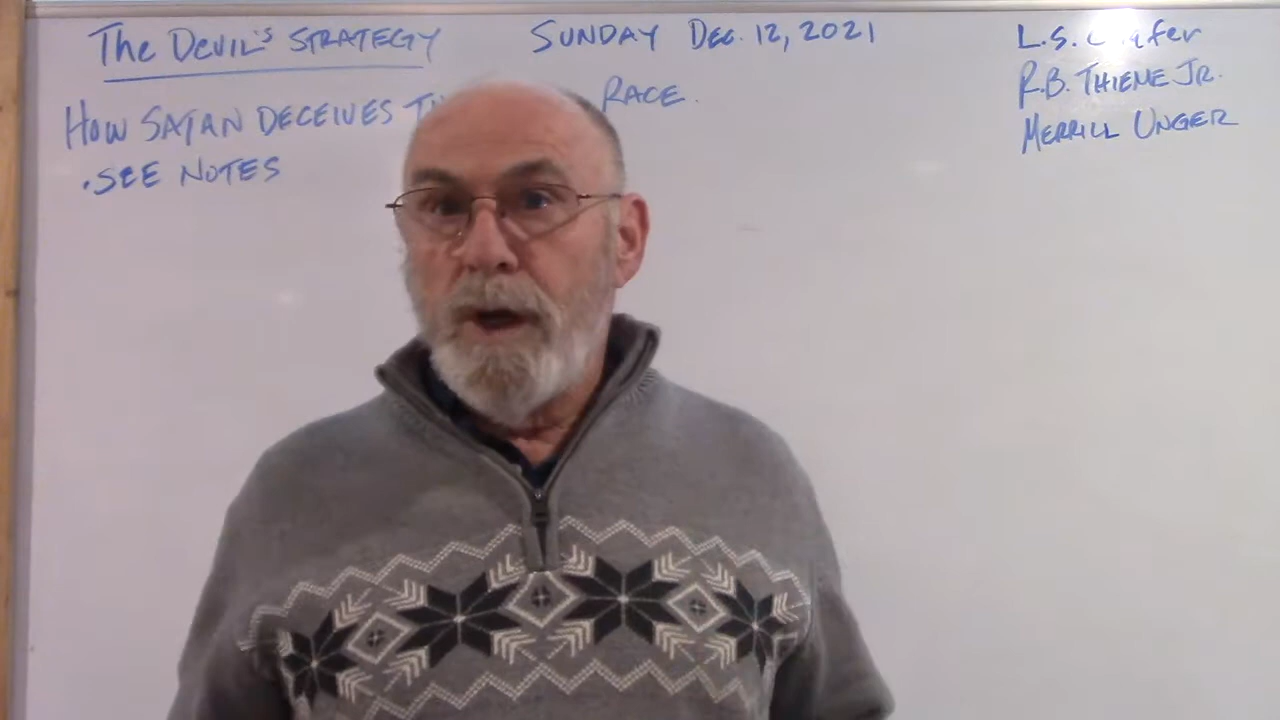 The Devil's Strategy Sunday Dec. 12, 2021
How Satan Deceives Race.
• See Notes
L.S.
R.B. Thieme Jr.
Merrill Unger